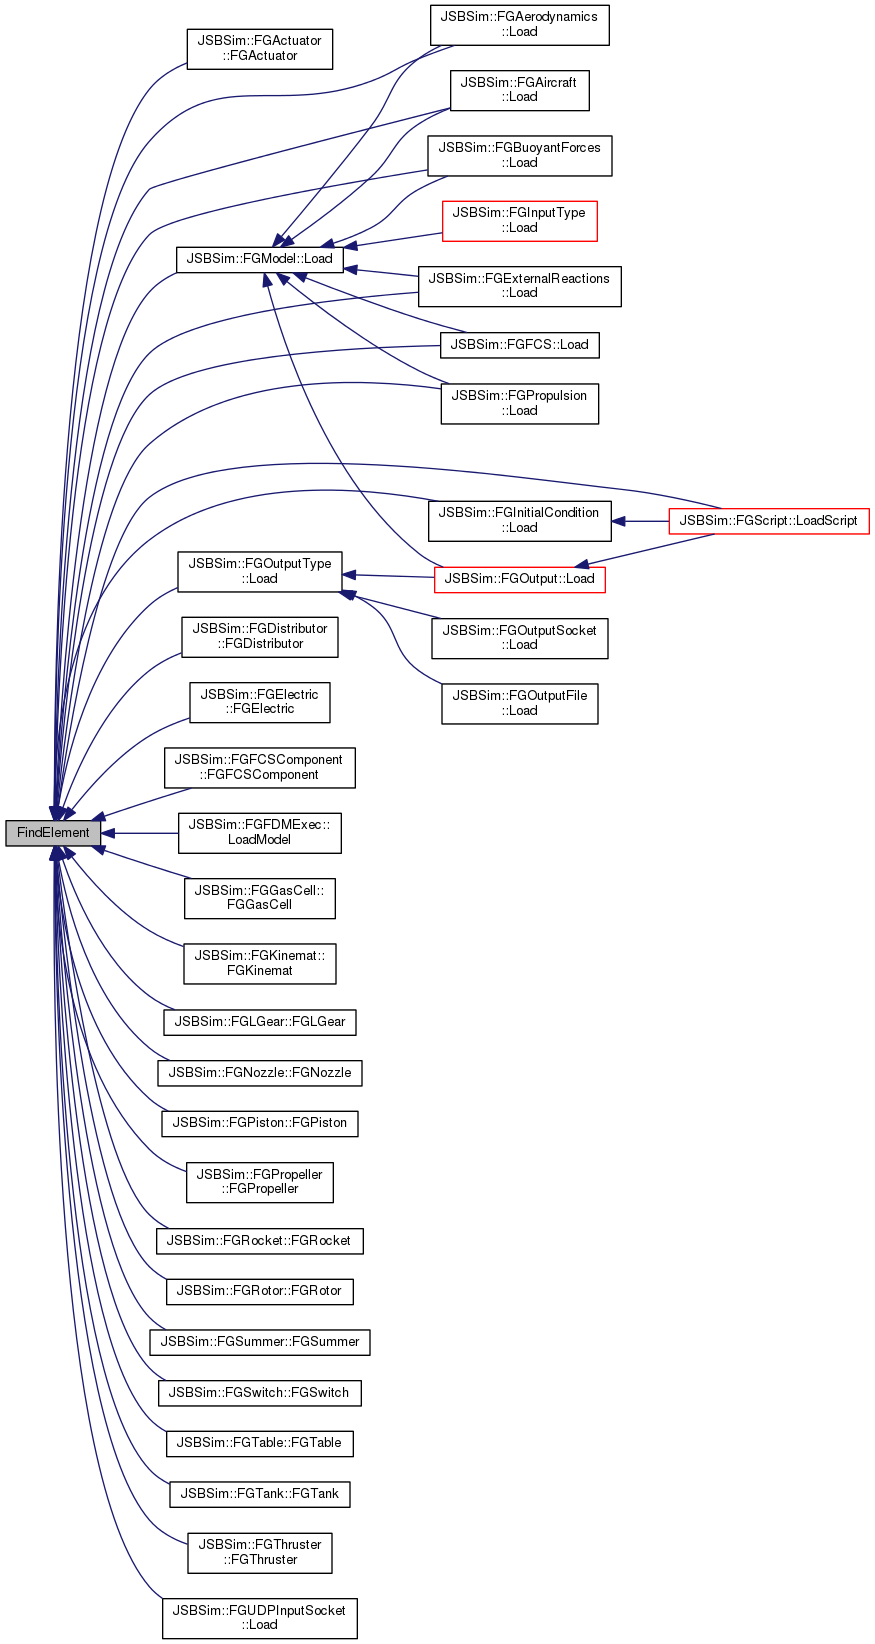 JSBSim::FGAerodynamics
::Load
JSBSim::FGActuator
::FGActuator
JSBSim::FGAircraft
::Load
JSBSim::FGBuoyantForces
::Load
JSBSim::FGInputType
::Load
JSBSim::FGModel::Load
JSBSim::FGExternalReactions
::Load
JSBSim::FGFCS::Load
JSBSim::FGPropulsion
::Load
JSBSim::FGInitialCondition
::Load
JSBSim::FGScript::LoadScript
JSBSim::FGOutputType
::Load
JSBSim::FGOutput::Load
JSBSim::FGDistributor
::FGDistributor
JSBSim::FGOutputSocket
::Load
JSBSim::FGElectric
::FGElectric
JSBSim::FGOutputFile
::Load
JSBSim::FGFCSComponent
::FGFCSComponent
FindElement
JSBSim::FGFDMExec::
LoadModel
JSBSim::FGGasCell::
FGGasCell
JSBSim::FGKinemat::
FGKinemat
JSBSim::FGLGear::FGLGear
JSBSim::FGNozzle::FGNozzle
JSBSim::FGPiston::FGPiston
JSBSim::FGPropeller
::FGPropeller
JSBSim::FGRocket::FGRocket
JSBSim::FGRotor::FGRotor
JSBSim::FGSummer::FGSummer
JSBSim::FGSwitch::FGSwitch
JSBSim::FGTable::FGTable
JSBSim::FGTank::FGTank
JSBSim::FGThruster
::FGThruster
JSBSim::FGUDPInputSocket
::Load